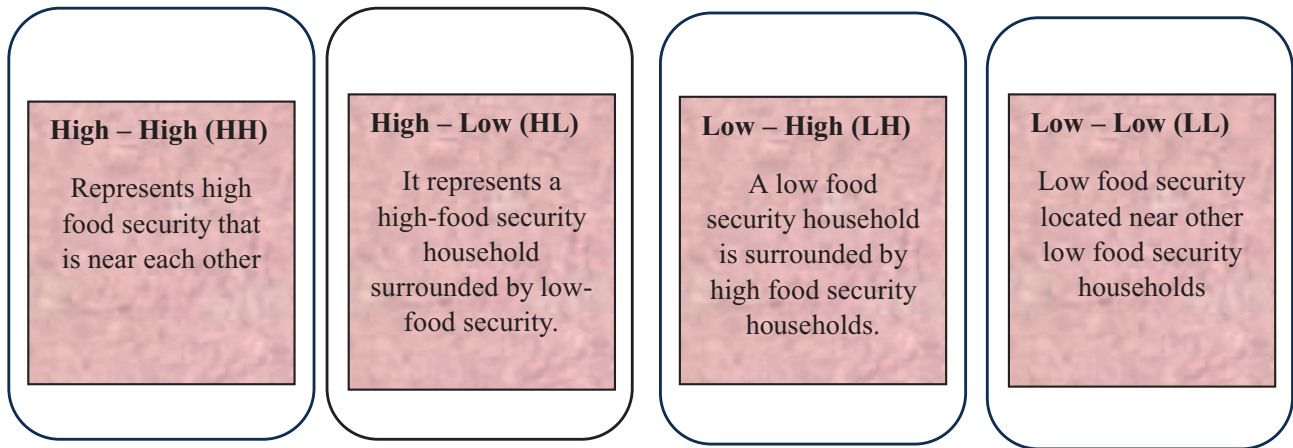 High – High (HH)
Represents high
food security that
is near each other
High – Low (HL)
It represents a
high-food security
household
surrounded by low-
food security.
Low – High (LH)
A low food
security household
is surrounded by
high food security
households.
Low – Low (LL)
Low food security
located near other
low food security
households